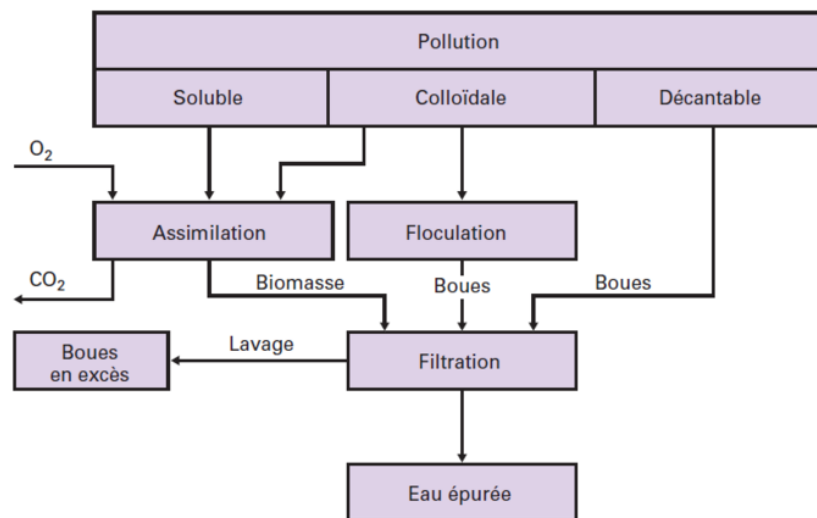 Pollution
Soluble
Colloïdale
Décantable
O₂
Assimilation
Floculation
CO₂
Biomasse
Boues
Boues
Boues
en excès
Lavage
Filtration
Eau épurée